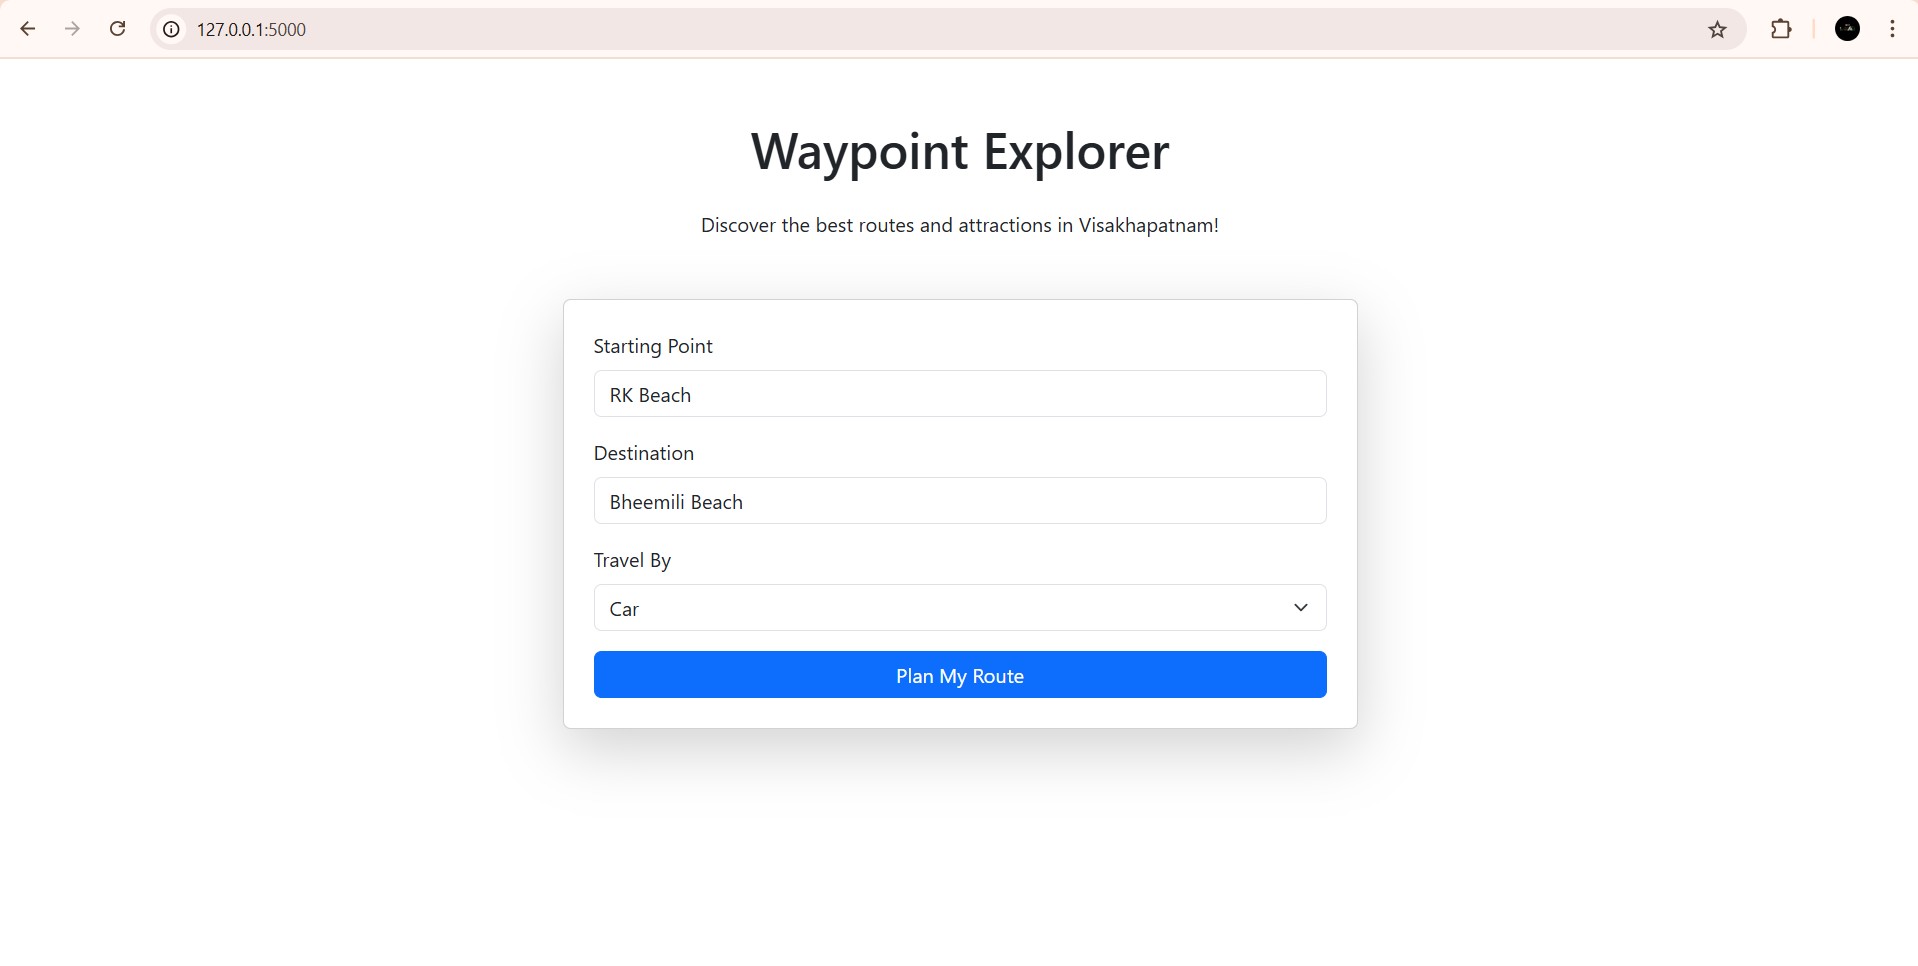 127.0.0.1:5000
Waypoint Explorer
Discover the best routes and attractions in Visakhapatnam!
Starting Point
RK Beach
Destination
Bheemili Beach
Travel By
Car
Plan My Route